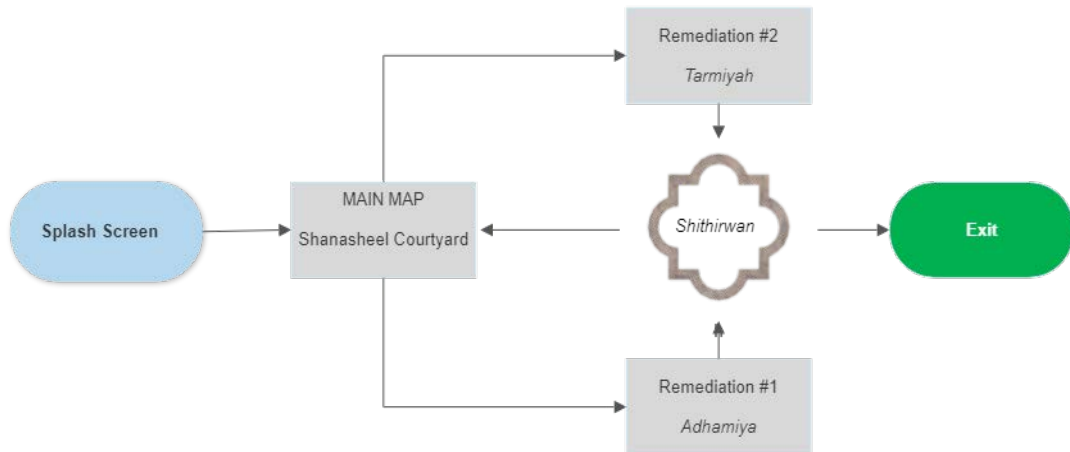 Remediation #2
Tarmiyah
MAIN MAP
Shanasheel Courtyard
Splash Screen
Shithirwan
Exit
Remediation #1
Adhamiya